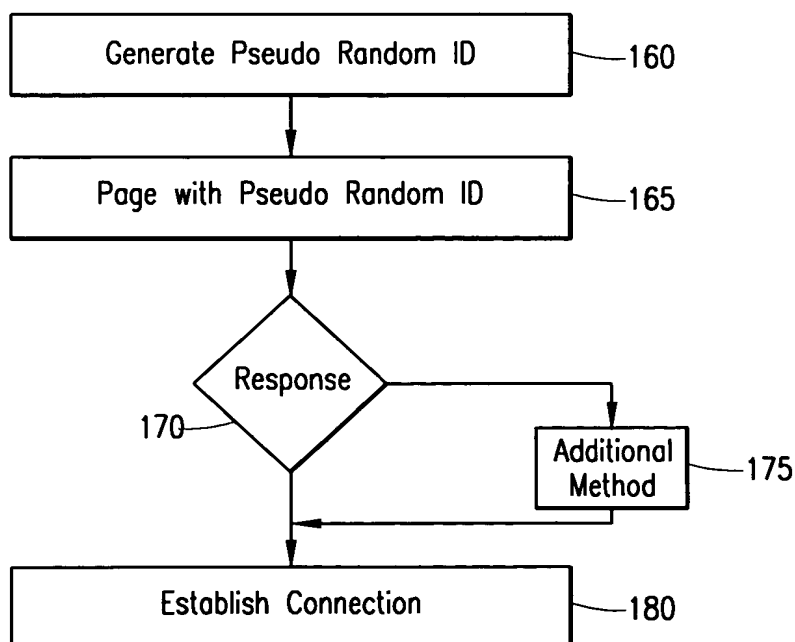 Generate Pseudo Random ID
160
Page with Pseudo Random ID
165
Response
170
Additional
Method
175
Establish Connection
180